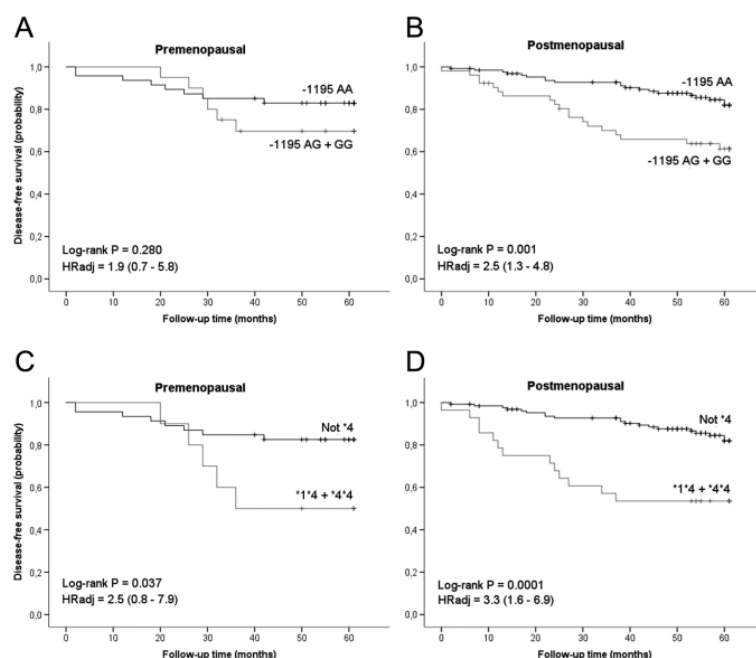 A
Premenopausal
Disease-free survival (probability)
1,0
0,8
0,6
0,4
0,2
0,0
-1195 AA
-1195 AG + GG
Log-rank P = 0.280
HRadj = 1.9 (0.7 - 5.8)
0 10 20 30 40 50 60
Follow-up time (months)
B
Postmenopausal
Disease-free survival (probability)
1,0
0,8
0,6
0,4
0,2
0,0
-1195 AA
-1195 AG + GG
Log-rank P = 0.001
HRadj = 2.5 (1.3 - 4.8)
0 10 20 30 40 50 60
Follow-up time (months)
C
Premenopausal
Disease-free survival (probability)
1,0
0,8
0,6
0,4
0,2
0,0
Not *4
*1*4 + *4*4
Log-rank P = 0.037
HRadj = 2.5 (0.8 - 7.9)
0 10 20 30 40 50 60
Follow-up time (months)
D
Postmenopausal
Disease-free survival (probability)
1,0
0,8
0,6
0,4
0,2
0,0
Not *4
*1*4 + *4*4
Log-rank P = 0.0001
HRadj = 3.3 (1.6 - 6.9)
0 10 20 30 40 50 60
Follow-up time (months)